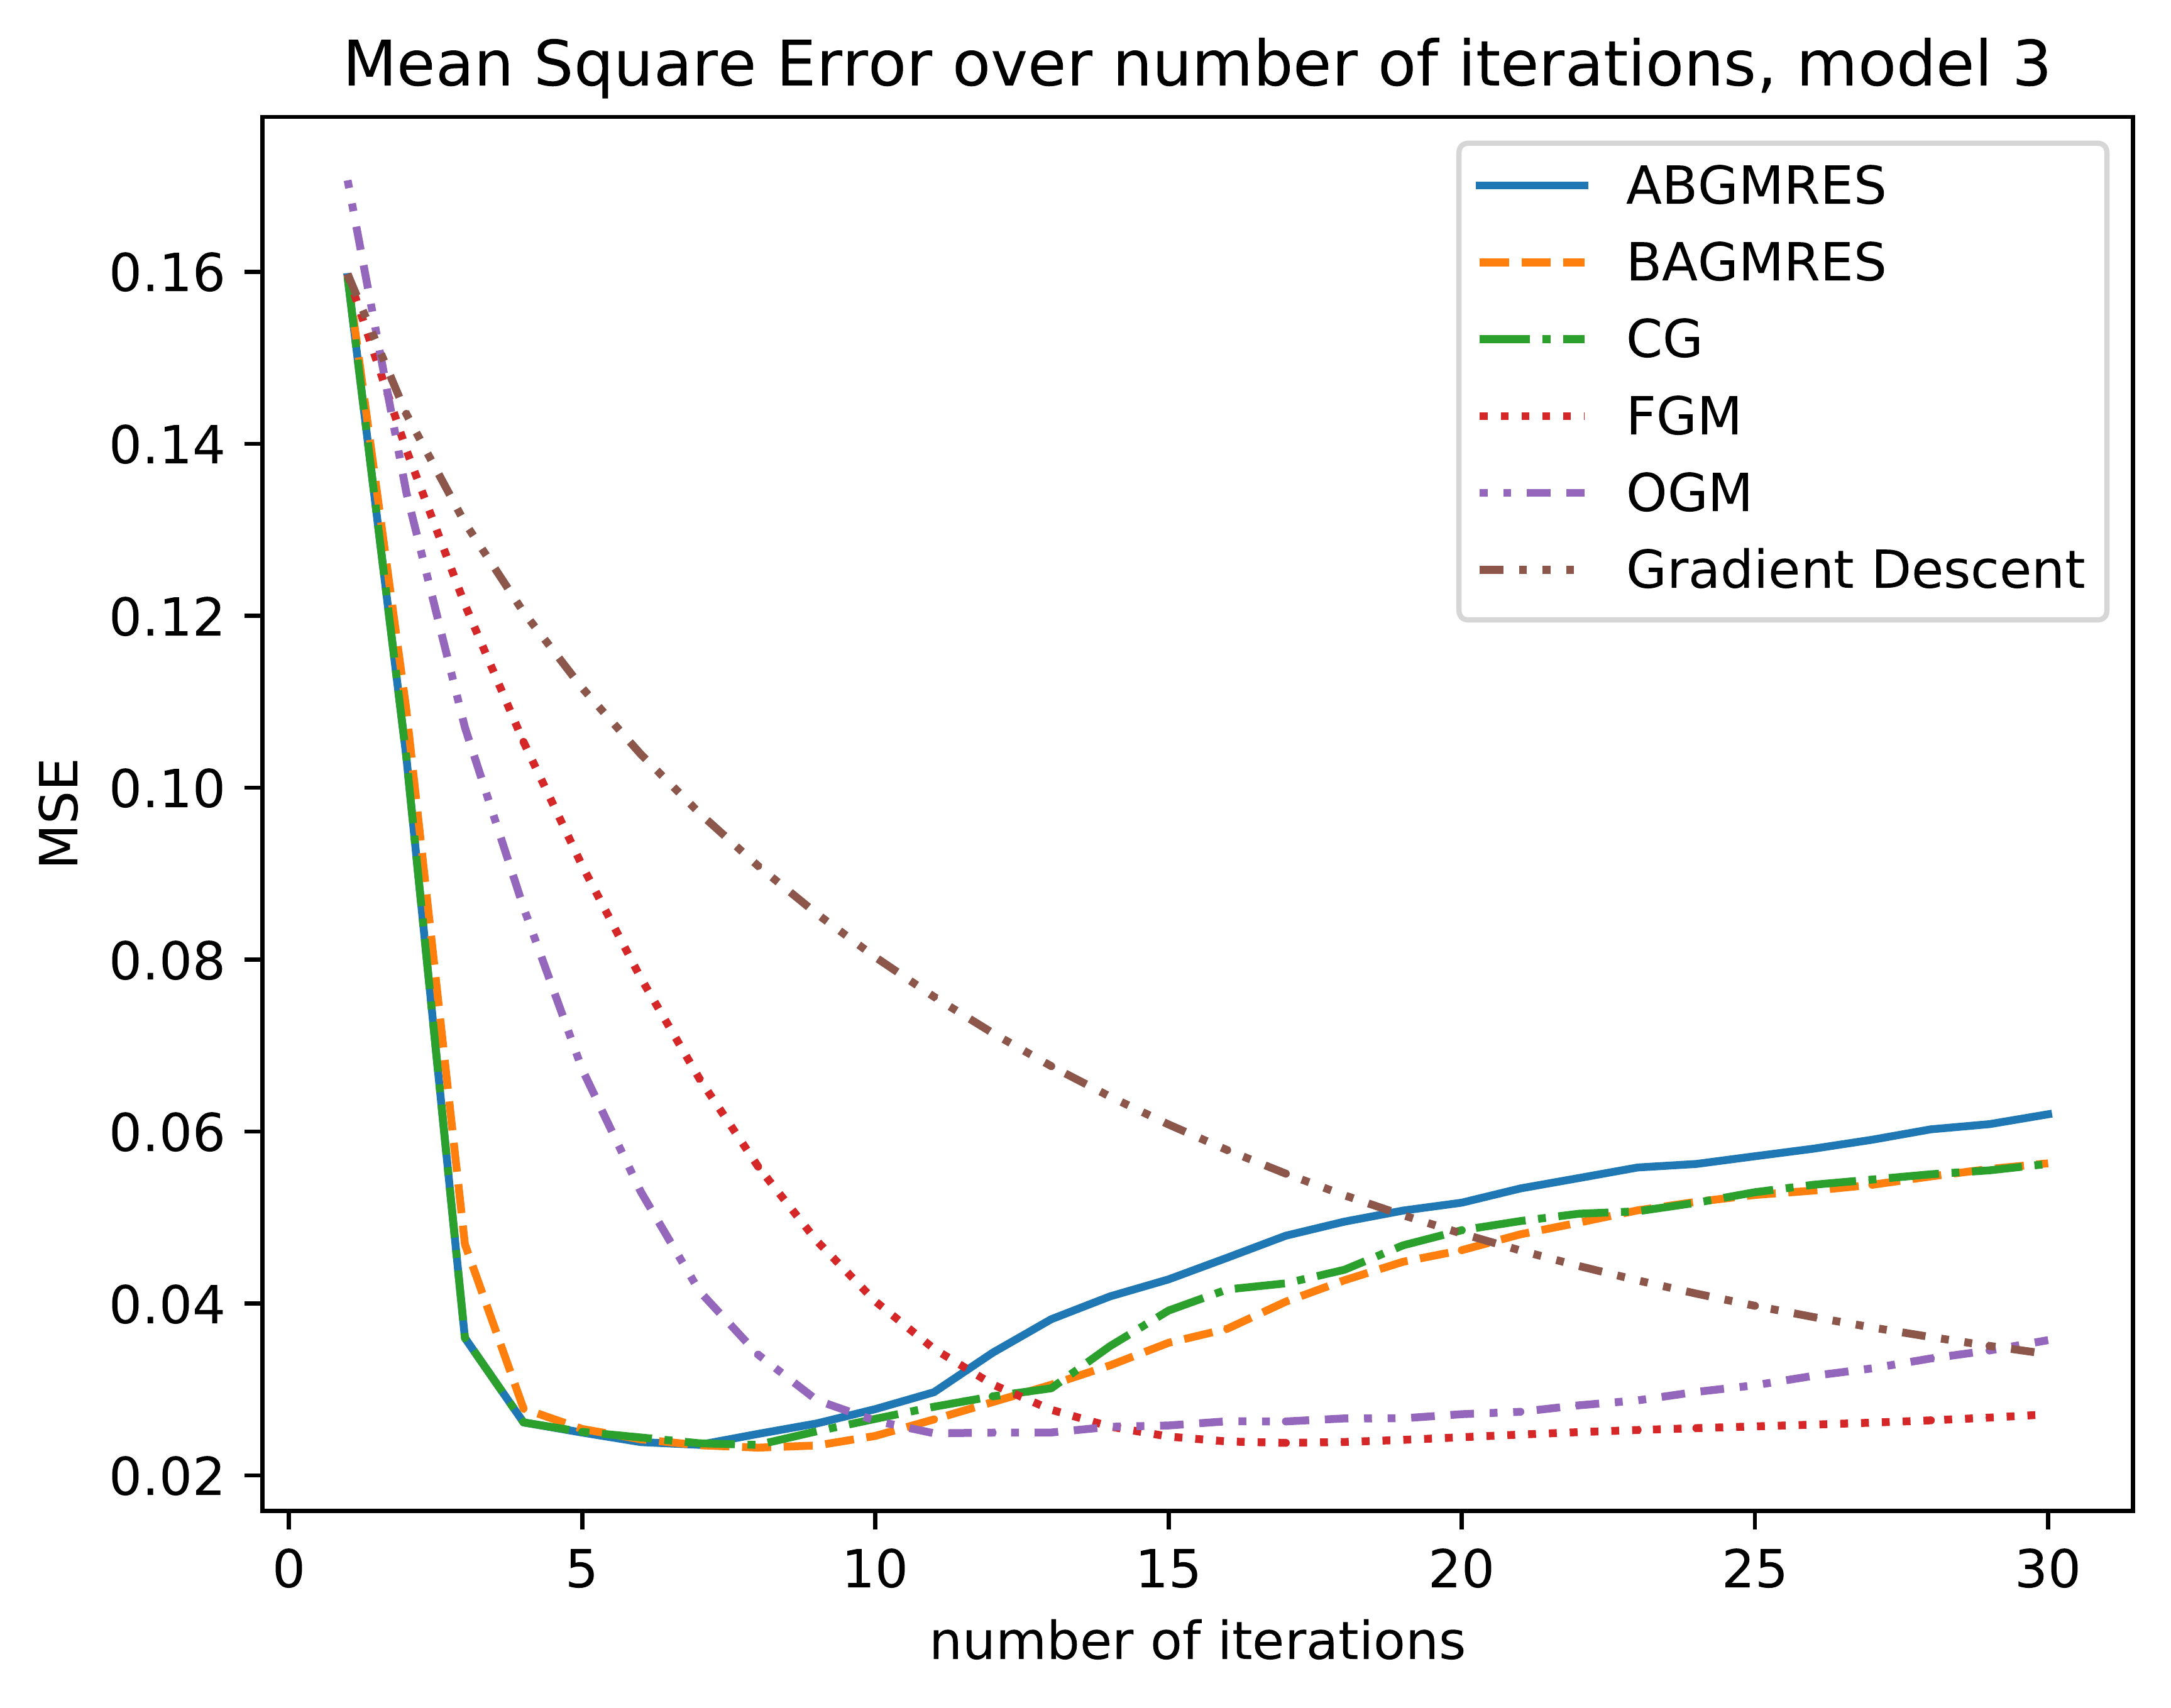 Mean Square Error over number of iterations, model 3
ABGMRES
BAGMRES
CG
FGM
OGM
Gradient Descent
MSE
0.16
0.14
0.12
0.10
0.08
0.06
0.04
0.02
0 5 10 15 20 25 30
number of iterations